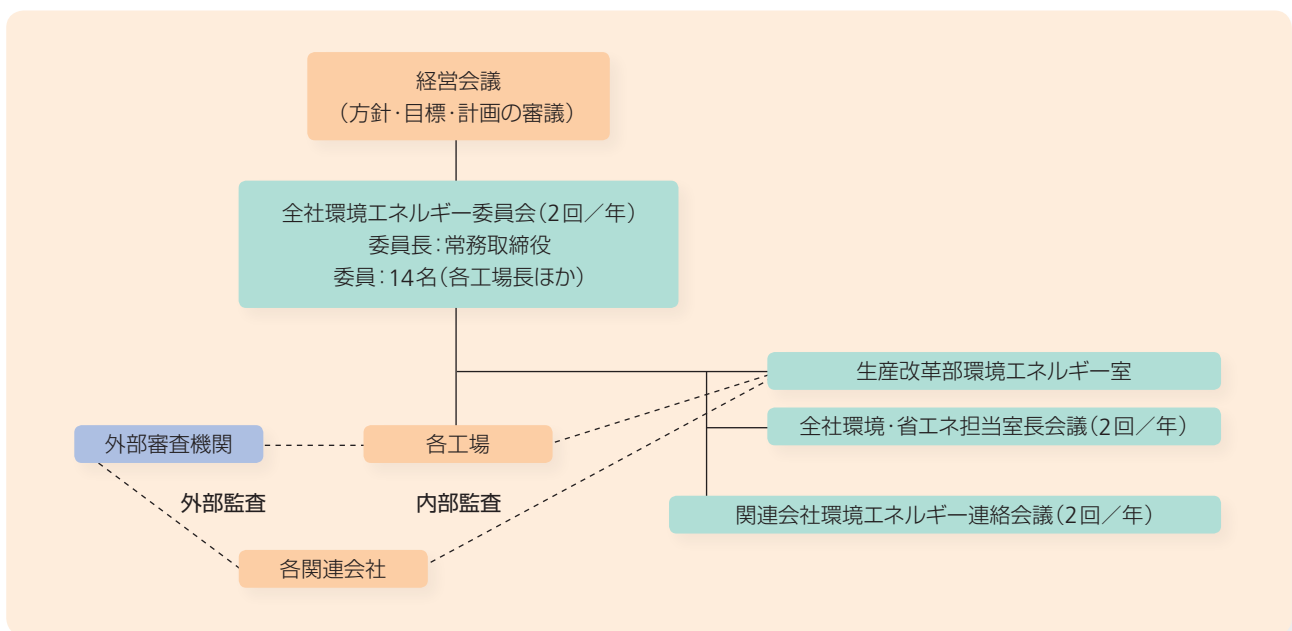 経営会議
（方針・目標・計画の審議）
全社環境エネルギー委員会（2回／年）
委員長：常務取締役
委員：14名（各工場長ほか）
生産改革部環境エネルギー室
全社環境・省エネ担当室長会議（2回／年）
外部審査機関
各工場
外部監査
内部監査
関連会社環境エネルギー連絡会議（2回／年）
各関連会社